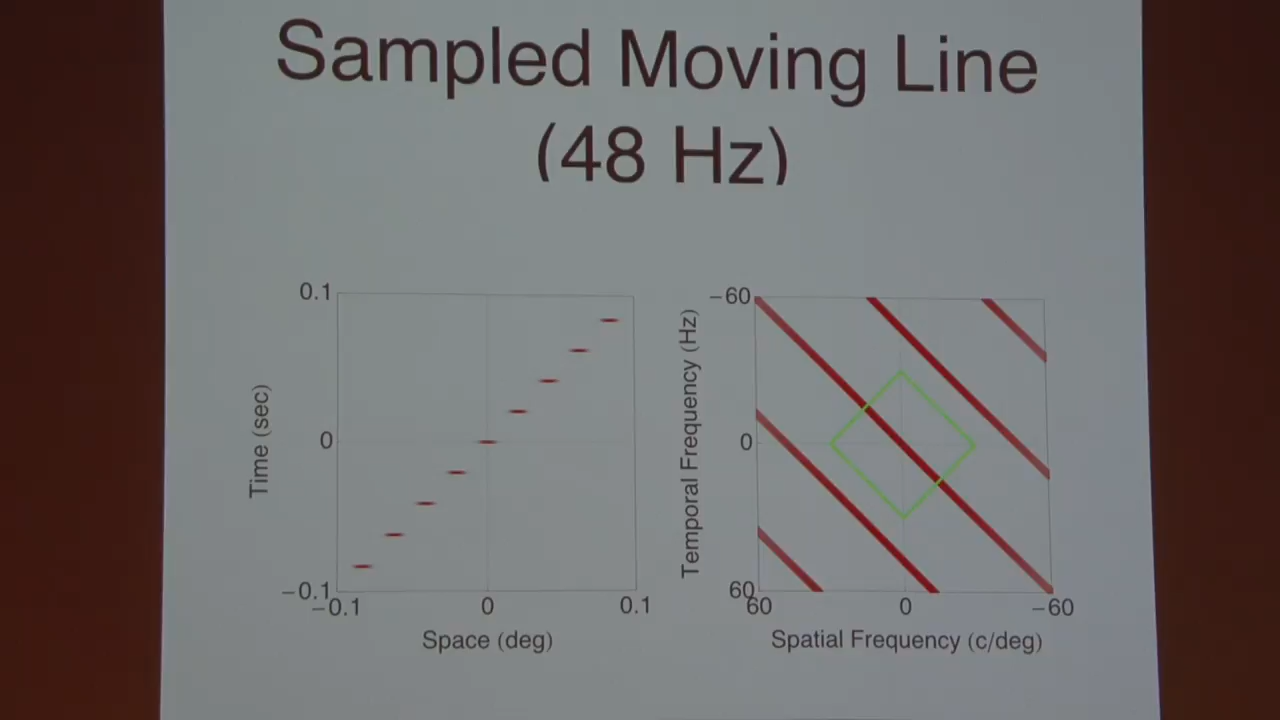 Sampled Moving Line
(48 Hz)
0.1
0
-0.1
Time (sec)
-0.1
0
0.1
Space (deg)
-60
0
60
Temporal Frequency (Hz)
60
0
-60
Spatial Frequency (c/deg)